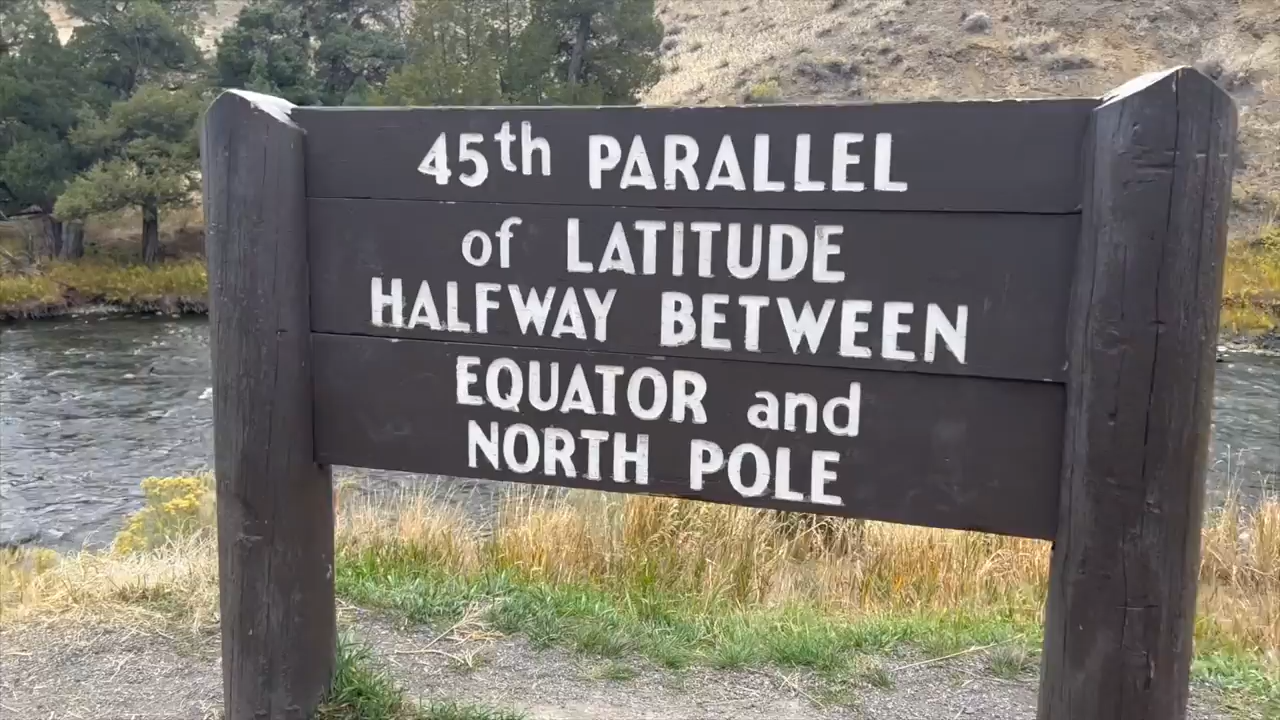 45th PARALLEL
of LATITUDE
HALFWAY BETWEEN
EQUATOR and
NORTH POLE